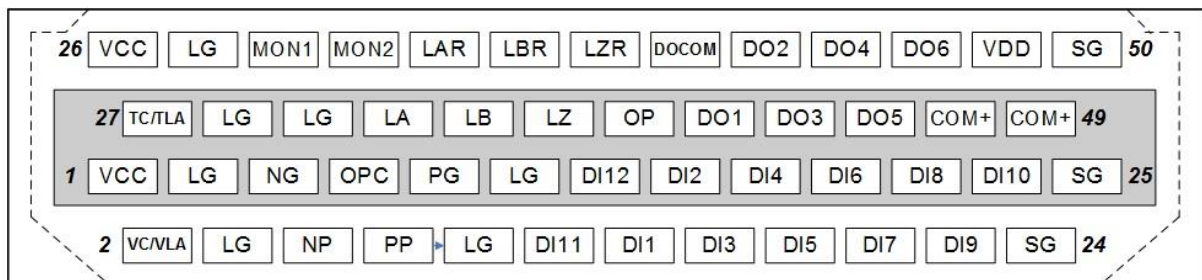 26 VCC LG MON1 MON2 LAR LBR LZR DOCOM DO2 DO4 DO6 VDD SG 50
27 TC/TLA LG LG LA LB LZ OP DO1 DO3 DO5 COM+ COM+ 49
1 VCC LG NG OPC PG LG DI12 DI2 DI4 DI6 DI8 DI10 SG 25
2 VC/VLA LG NP PP LG DI11 DI1 DI3 DI5 DI7 DI9 SG 24